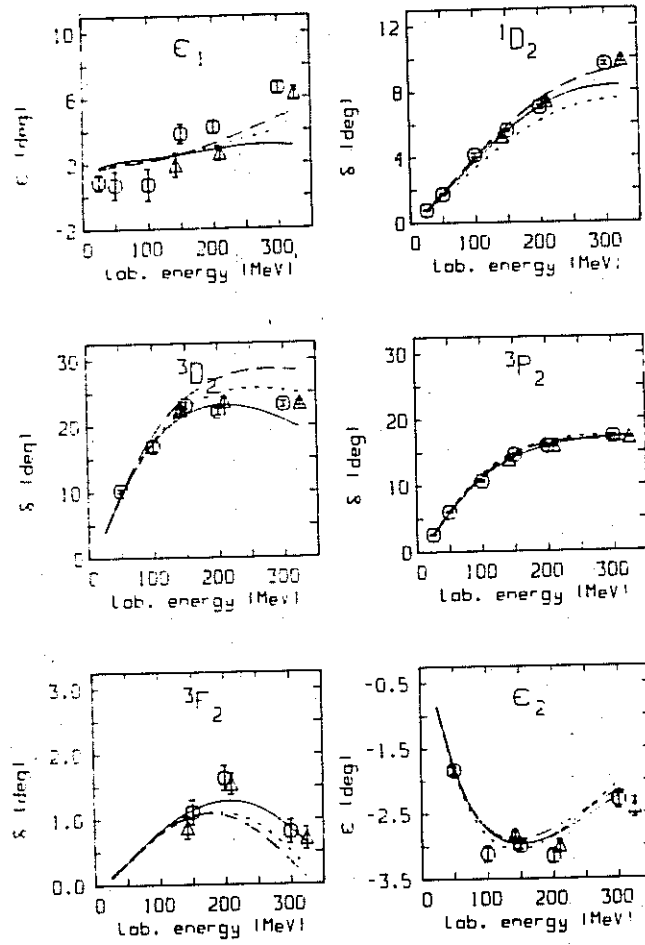 10
6
2
-2
ϵ [deg]
ϵ₁
0 100 200 300
Lab. energy [MeV]
12
8
4
0
δ [deg]
¹D₂
0 100 200 300
Lab. energy [MeV]
30
20
10
0
δ [deg]
³D₂
0 100 200 300
Lab. energy [MeV]
30
20
10
0
δ [deg]
³P₂
0 100 200 300
Lab. energy [MeV]
3.0
2.0
1.0
0.0
δ [deg]
³F₂
0 100 200 300
Lab. energy [MeV]
-0.5
-1.5
-2.5
-3.5
ϵ [deg]
ϵ₂
0 100 200 300
Lab. energy [MeV]